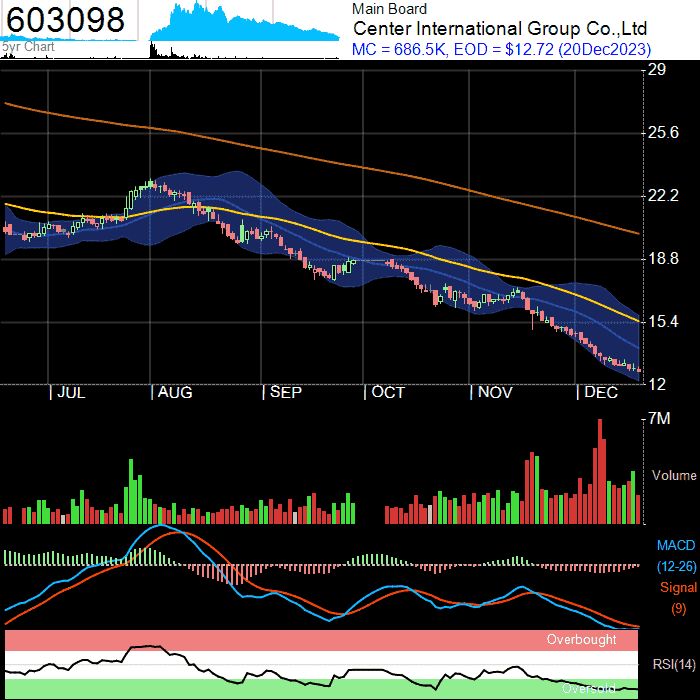 603098
5yr Chart
Main Board
Center International Group Co.,Ltd
MC = 686.5K, EOD = $12.72 (20Dec2023)
29
25.6
22.2
18.8
15.4
12
JUL AUG SEP OCT NOV DEC
7M
Volume
MACD
(12-26)
Signal
(9)
Overbought
RSI(14)
Oversold